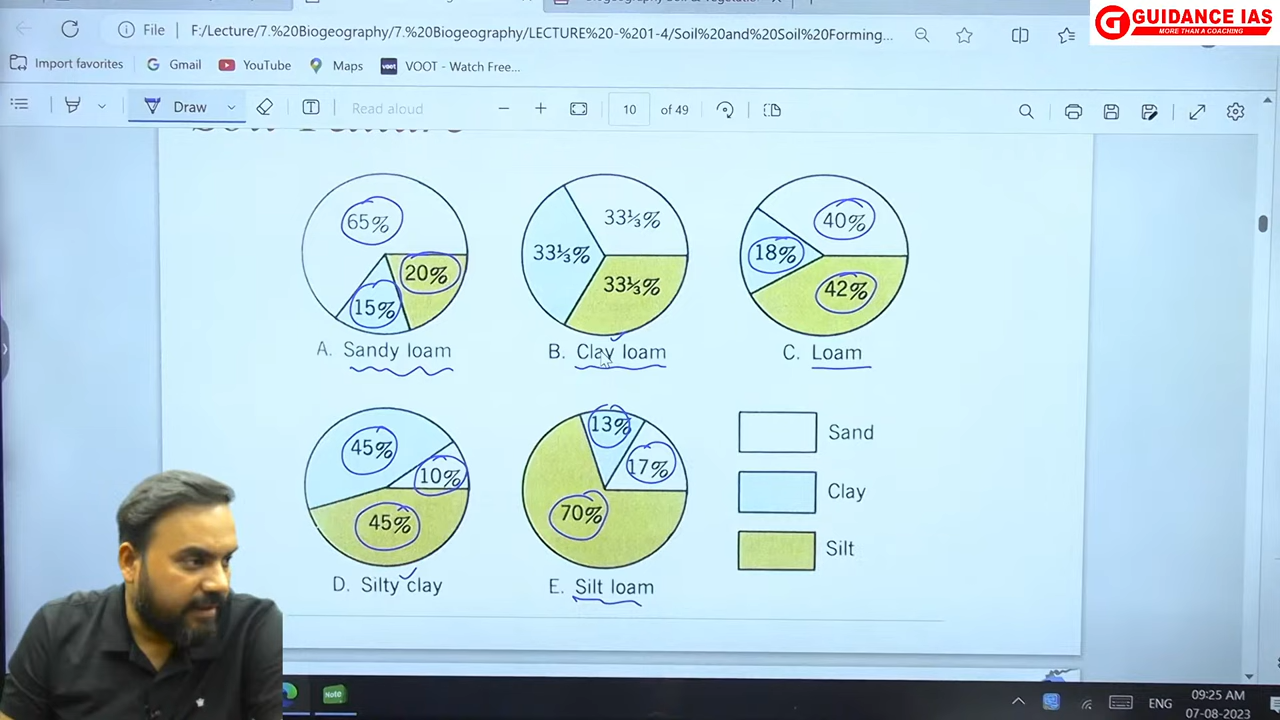 File F:/Lecture/7.%20Biogeography/7.%20Biogeography/LECTURE%20-%201-4/Soil%20and%20Soil%20Forming...
GUIDANCE IAS
MORE THAN A COACHING
Import favorites Gmail YouTube Maps VOOT - Watch Free...
Draw Read aloud 10 of 49
65%
20%
15%
A. Sandy loam
33⅓%
33⅓%
33⅓%
B. Clay loam
40%
18%
42%
C. Loam
45%
10%
45%
D. Silty clay
13%
17%
70%
E. Silt loam
Sand
Clay
Silt
Note
ENG
09:25 AM
07-08-2023